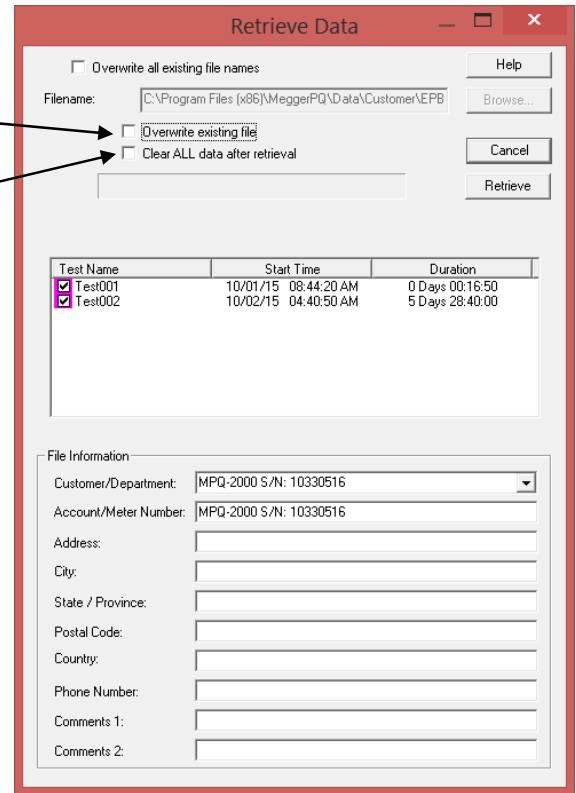 Retrieve Data
Overwrite all existing file names
Help
Filename: C:\Program Files (x86)\MeggerPQ\Data\Customer\EPB Browse...
Overwrite existing file
Clear ALL data after retrieval
Cancel
Retrieve
Test Name Start Time Duration
Test001 10/01/15 08:44:20 AM 0 Days 00:16:50
Test002 10/02/15 04:40:50 AM 5 Days 28:40:00
File Information
Customer/Department: MPQ-2000 S/N: 10330516
Account/Meter Number: MPQ-2000 S/N: 10330516
Address:
City:
State / Province:
Postal Code:
Country:
Phone Number:
Comments 1:
Comments 2: